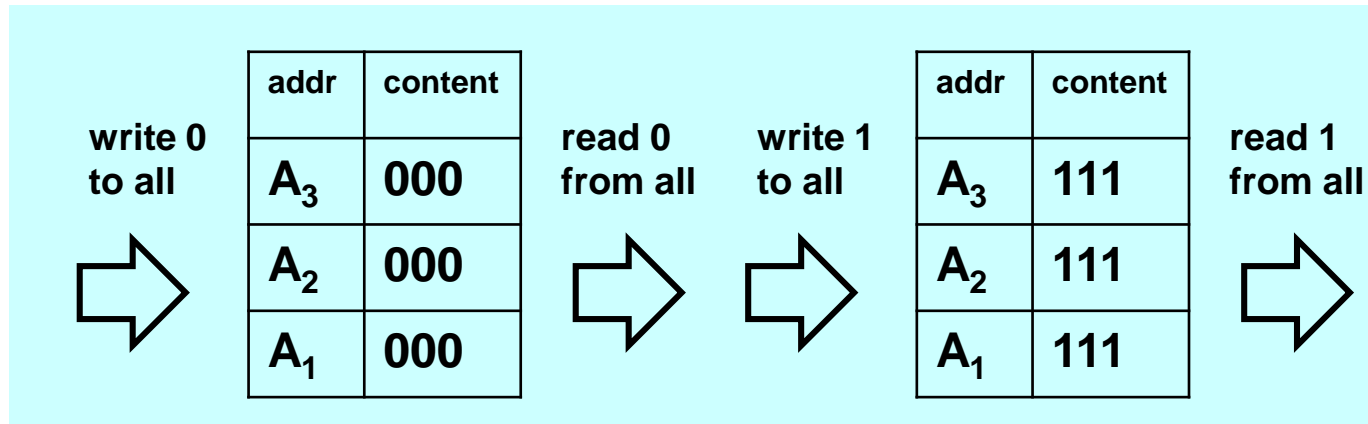 write 0
to all
addr content
A₃ 000
A₂ 000
A₁ 000
read 0
from all
write 1
to all
addr content
A₃ 111
A₂ 111
A₁ 111
read 1
from all